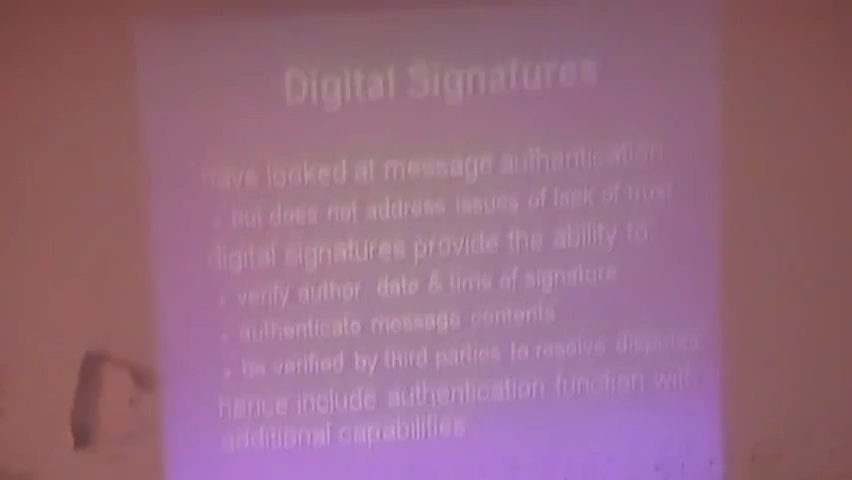 Digital Signatures
have looked at message authentication
• but does not address issues of lack of trust
digital signatures provide the ability to
• verify author, date & time of signature
• authenticate message contents
• be verified by third parties to resolve disputes
hence include authentication function with
additional capabilities